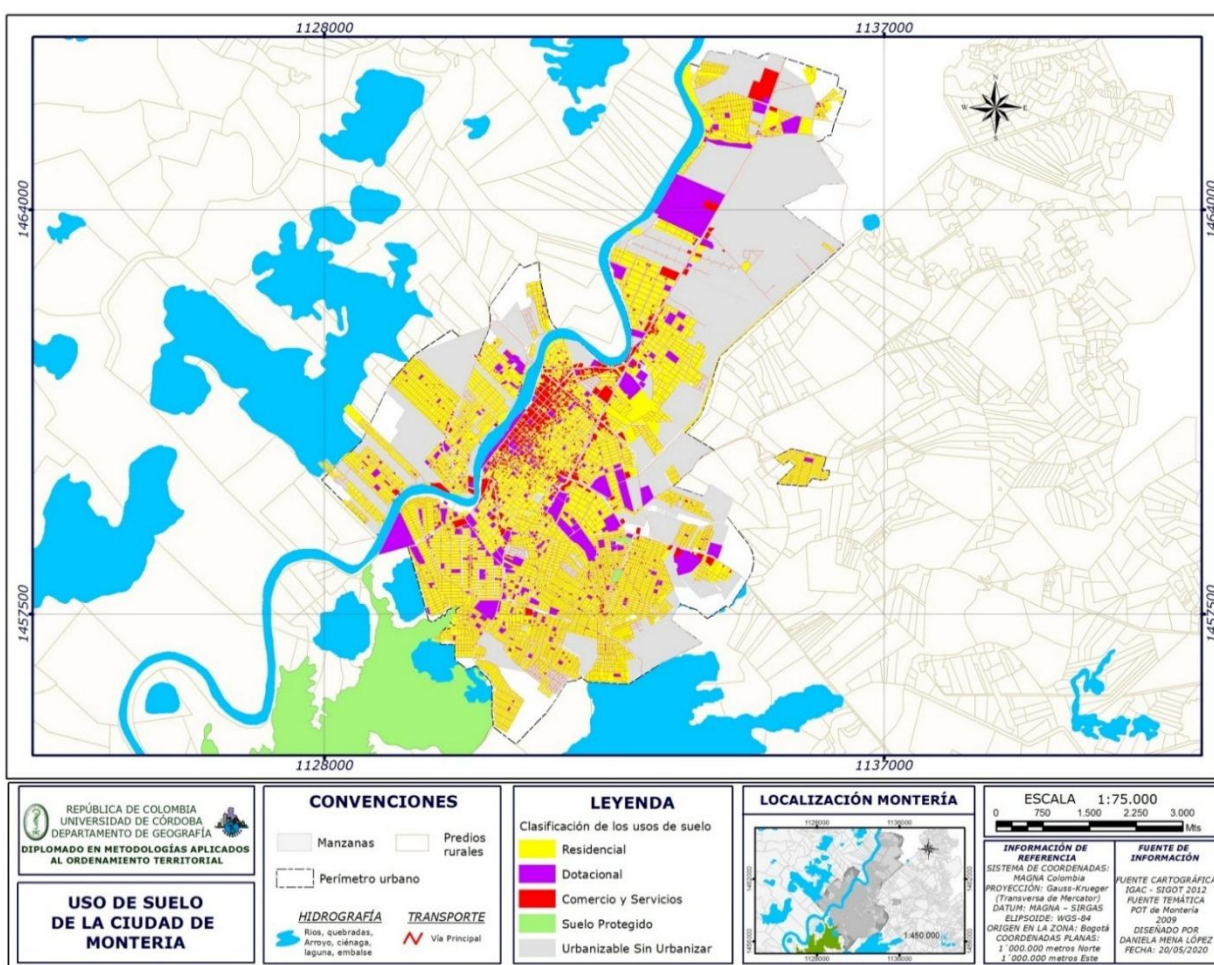 1128000
1137000
N
W
E
S
1464000
1464000
1457500
1457500
1128000
1137000
REPÚBLICA DE COLOMBIA
UNIVERSIDAD DE CÓRDOBA
DEPARTAMENTO DE GEOGRAFÍA
DIPLOMADO EN METODOLOGÍAS APLICADOS
AL ORDENAMIENTO TERRITORIAL
USO DE SUELO
DE LA CIUDAD DE
MONTERIA
CONVENCIONES
Manzanas
Predios
rurales
Perímetro urbano
HIDROGRAFÍA
Rios, quebradas,
Arroyo, ciénaga,
laguna, embalse
TRANSPORTE
Vía Principal
LEYENDA
Clasificación de los usos de suelo
Residencial
Dotacional
Comercio y Servicios
Suelo Protegido
Urbanizable Sin Urbanizar
LOCALIZACIÓN MONTERÍA
1:450.000
ESCALA 1:75.000
0 750 1.500 2.250 3.000
Mts
INFORMACIÓN DE
REFERENCIA
SISTEMA DE COORDENADAS:
MAGNA Colombia
PROYECCIÓN: Gauss-Krueger
(Transversa de Mercator)
DATUM: MAGNA - SIRGAS
ELIPSOIDE: WGS-84
ORIGEN EN LA ZONA: Bogotá
COORDENADAS PLANAS:
1´000.000 metros Norte
1´000.000 metros Este
FUENTE DE
INFORMACIÓN
FUENTE CARTOGRÁFICA
IGAC - SIGOT 2012
FUENTE TEMÁTICA
POT de Montería
2009
DISEÑADO POR
DANIELA MENA LÓPEZ
FECHA: 20/05/2020